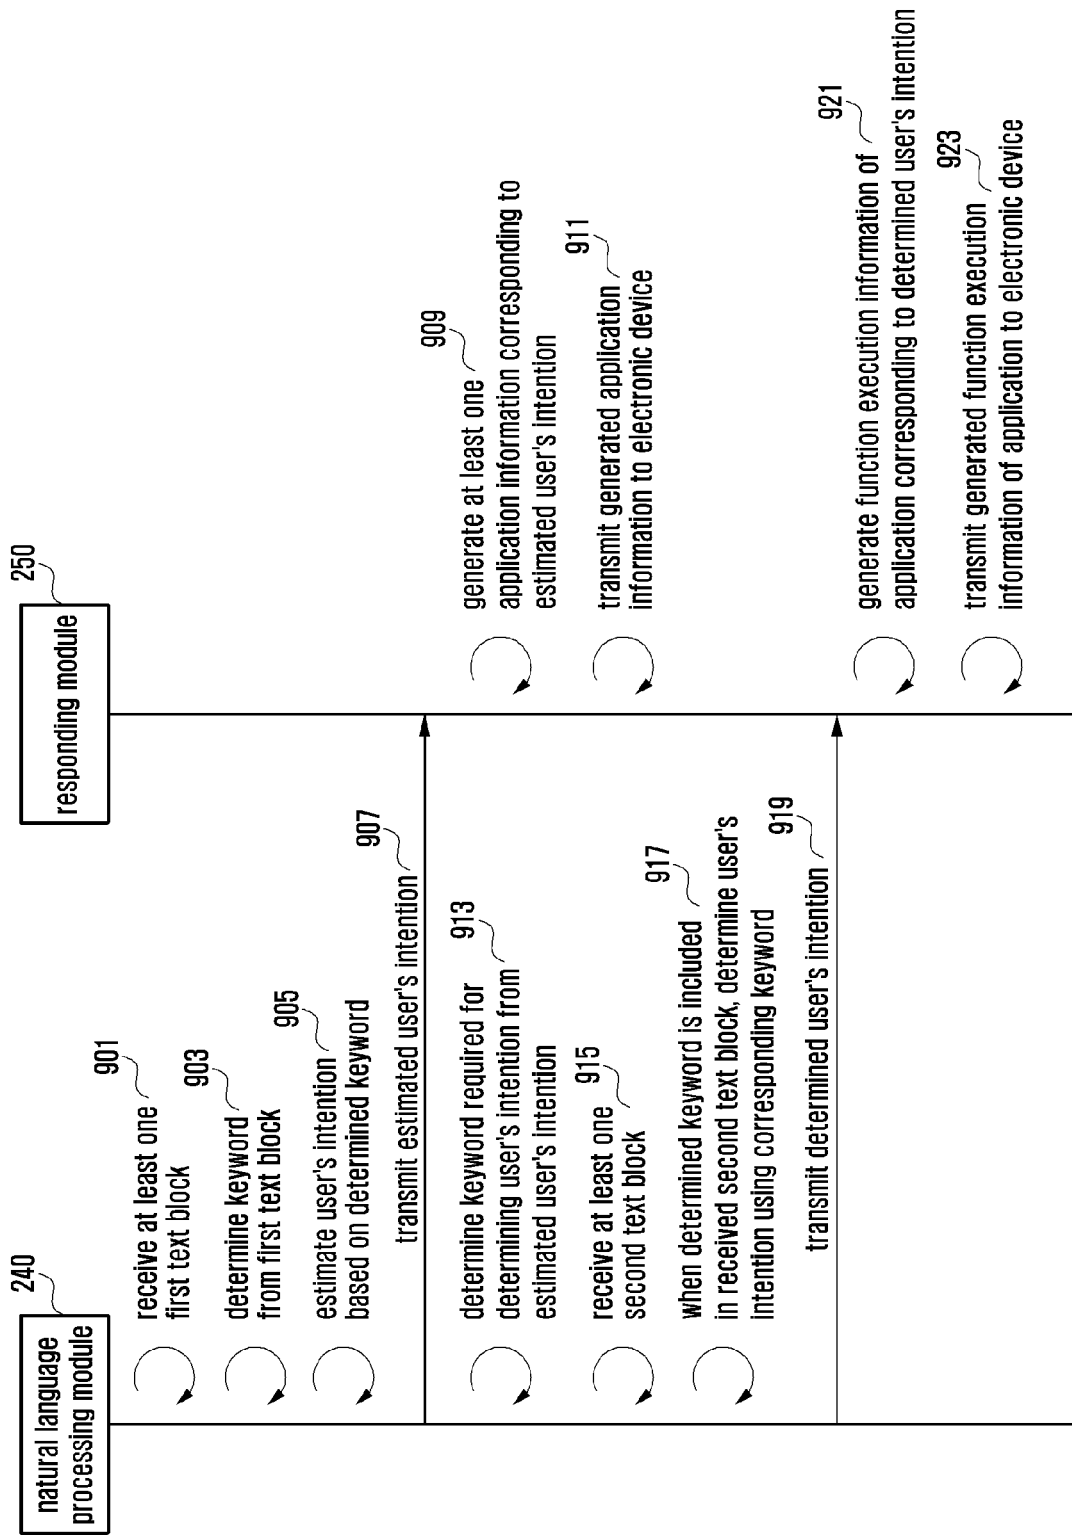 240
natural language
processing module
250
responding module
901
receive at least one
first text block
903
determine keyword
from first text block
905
estimate user's intention
based on determined keyword
907
transmit estimated user's intention
909
generate at least one
application information corresponding to
estimated user's intention
911
transmit generated application
information to electronic device
913
determine keyword required for
determining user's intention from
estimated user's intention
915
receive at least one
second text block
917
when determined keyword is included
in received second text block, determine user's
intention using corresponding keyword
919
transmit determined user's intention
921
generate function execution information of
application corresponding to determined user's intention
923
transmit generated function execution
information of application to electronic device